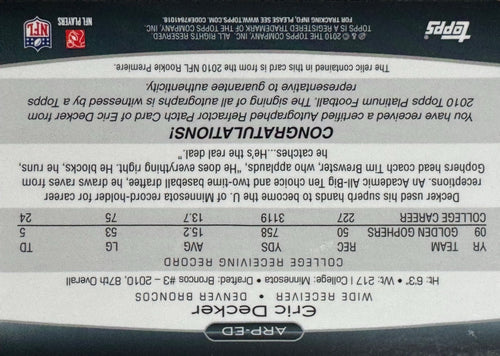 ARP-ED
Eric Decker
WIDE RECEIVER • DENVER BRONCOS
Ht: 6'3" • Wt: 217 | College: Minnesota • Drafted: Broncos #3 - 2010, 87th Overall
COLLEGE RECEIVING RECORD
YR TEAM REC YDS AVG LG TD
09 GOLDEN GOPHERS 50 758 15.2 53 5
COLLEGE CAREER 227 3119 13.7 75 24
Decker used his superb hands to become the U. of Minnesota record-holder for career
receptions. An Academic All-Big Ten choice and two-time baseball draftee, he draws raves from
Gophers head coach Tim Brewster, who applauds, "He does everything right. He blocks, he runs,
he catches...He's the real deal."
CONGRATULATIONS!
You have received a certified Autographed Refractor Patch Card of Eric Decker from
2010 Topps Platinum Football. The signing of all autographs is witnessed by a Topps
representative to guarantee authenticity.
The relic contained in this card is from the 2010 NFL Rookie Premiere.
Topps
® & © 2010 THE TOPPS COMPANY, INC.
ALL RIGHTS RESERVED. TOPPS IS A REGISTERED TRADEMARK OF THE TOPPS COMPANY, INC.
FOR TRACKING/INFO, PLEASE SEE WWW.TOPPS.COM.
NFL PLAYERS
NFL